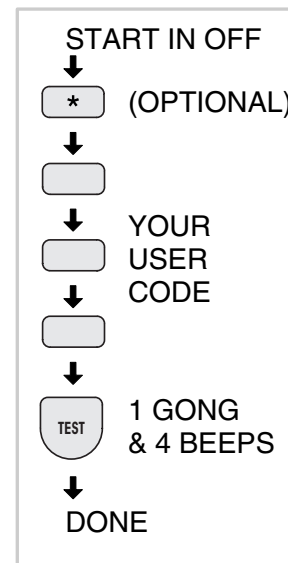 START IN OFF
* (OPTIONAL)
YOUR
USER
CODE
TEST
1 GONG
& 4 BEEPS
DONE